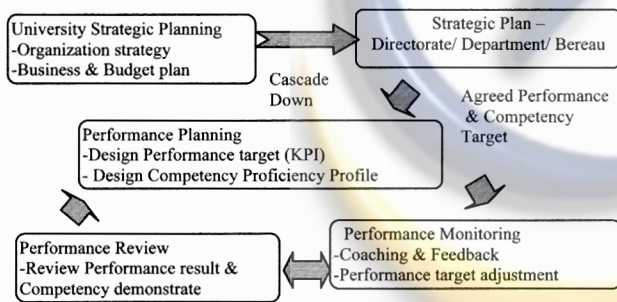 University Strategic Planning
-Organization strategy
-Business & Budget plan
Strategic Plan –
Directorate/ Department/ Bereau
Cascade
Down
Agreed Performance
& Competency
Target
Performance Planning
-Design Performance target (KPI)
- Design Competency Proficiency Profile
Performance Review
-Review Performance result &
Competency demonstrate
Performance Monitoring
-Coaching & Feedback
-Performance target adjustment